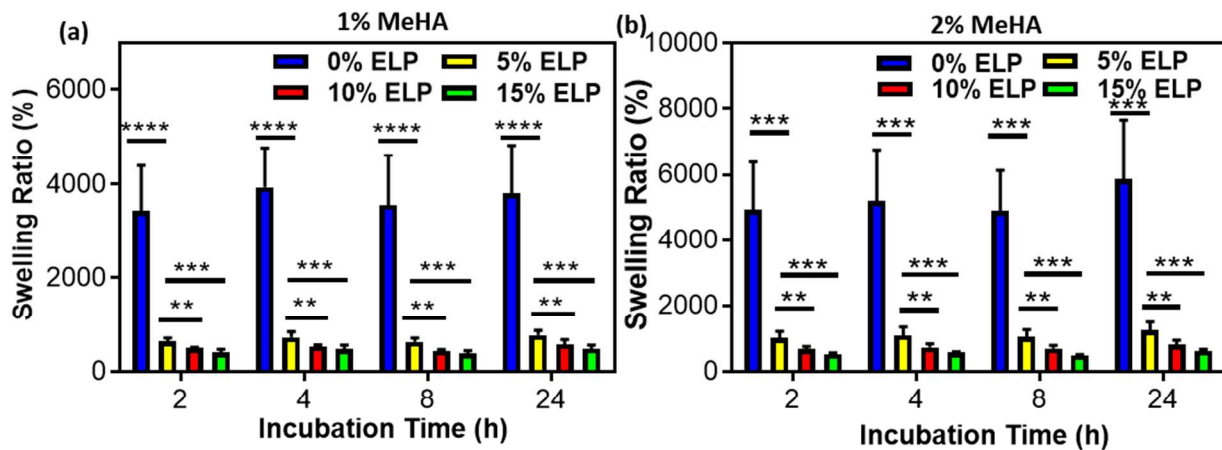 (a)
1% MeHA
0% ELP 5% ELP
10% ELP 15% ELP
Swelling Ratio (%)
6000
4000
2000
0
**** **** **** ****
*** *** *** ***
** ** ** **
2 4 8 24
Incubation Time (h)
(b)
2% MeHA
0% ELP 5% ELP
10% ELP 15% ELP
Swelling Ratio (%)
10000
8000
6000
4000
2000
0
*** *** *** ***
*** *** *** ***
** ** ** **
2 4 8 24
Incubation Time (h)